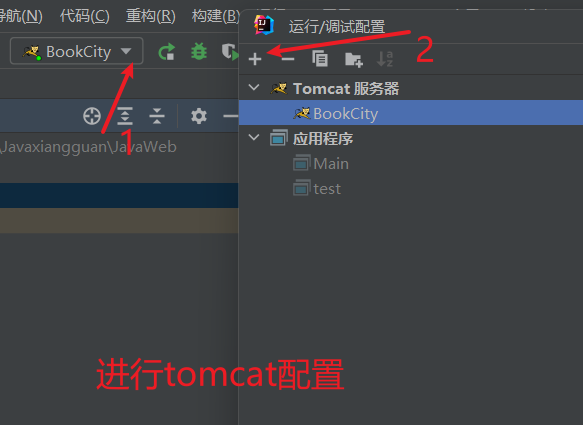 导航(N) 代码(C) 重构(R) 构建(B)
运行/调试配置
BookCity
2
Tomcat 服务器
BookCity
应用程序
Main
test
1
\Javaxiangguan\JavaWeb
进行tomcat配置